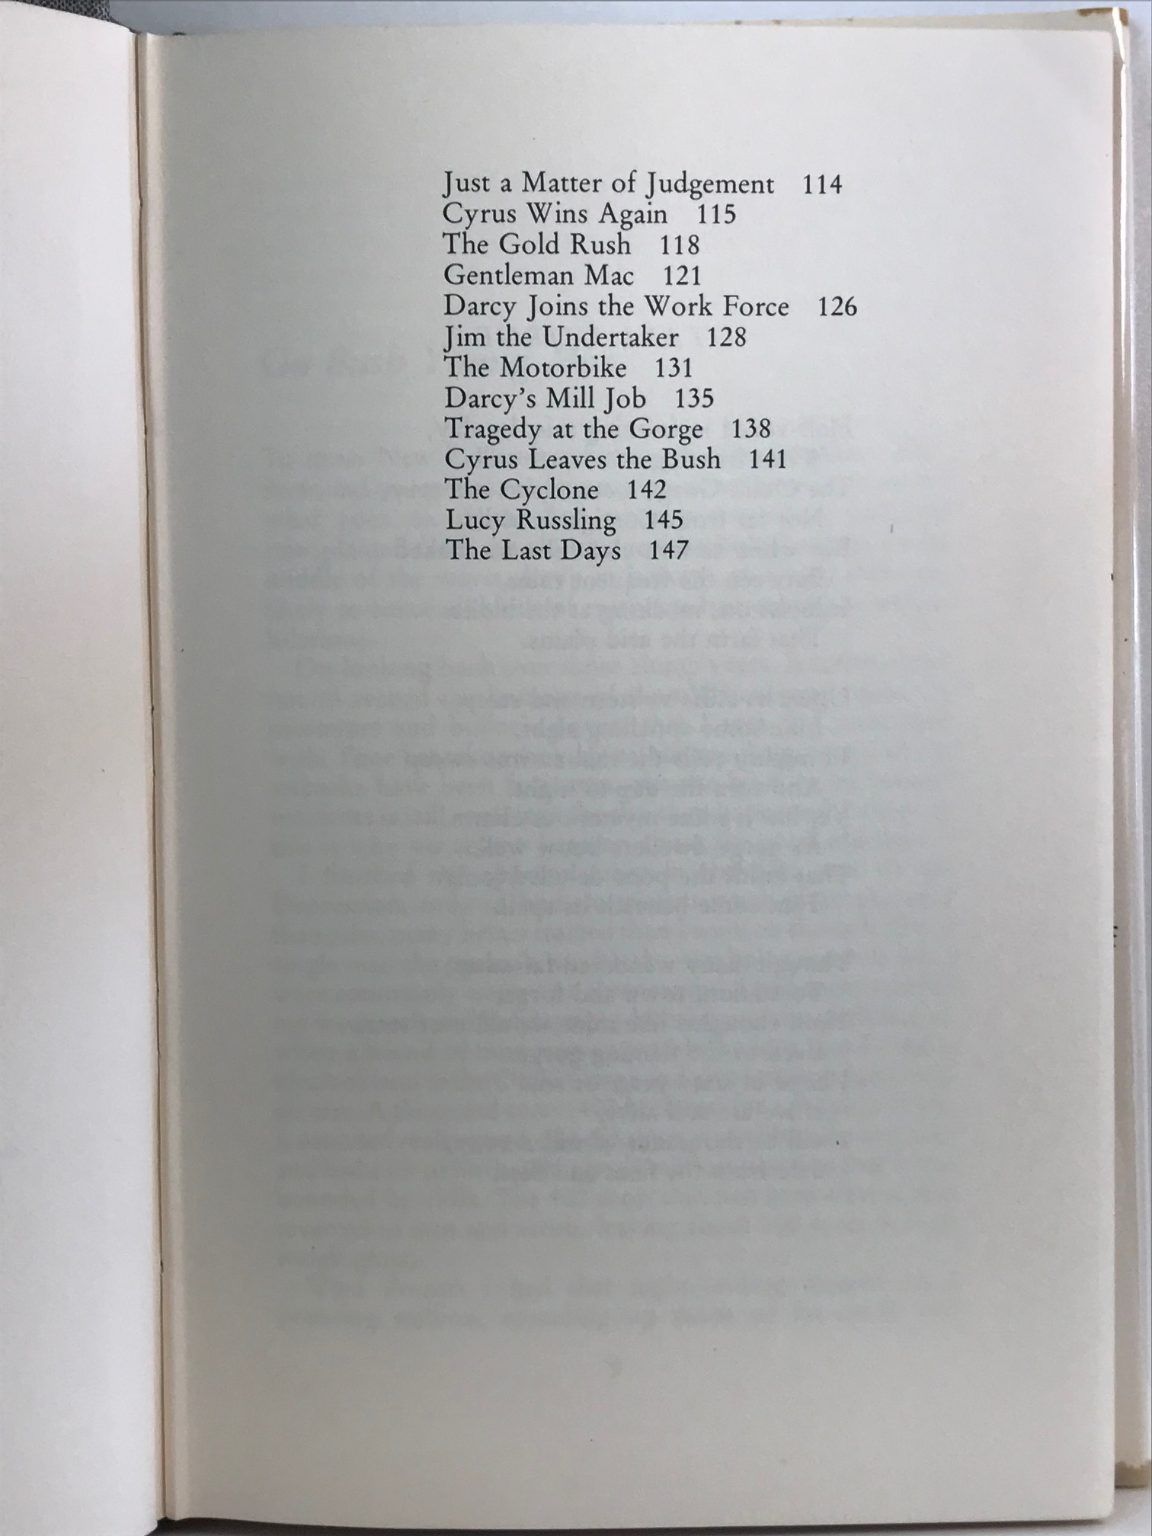 Just a Matter of Judgement 114
Cyrus Wins Again 115
The Gold Rush 118
Gentleman Mac 121
Darcy Joins the Work Force 126
Jim the Undertaker 128
The Motorbike 131
Darcy's Mill Job 135
Tragedy at the Gorge 138
Cyrus Leaves the Bush 141
The Cyclone 142
Lucy Russling 145
The Last Days 147